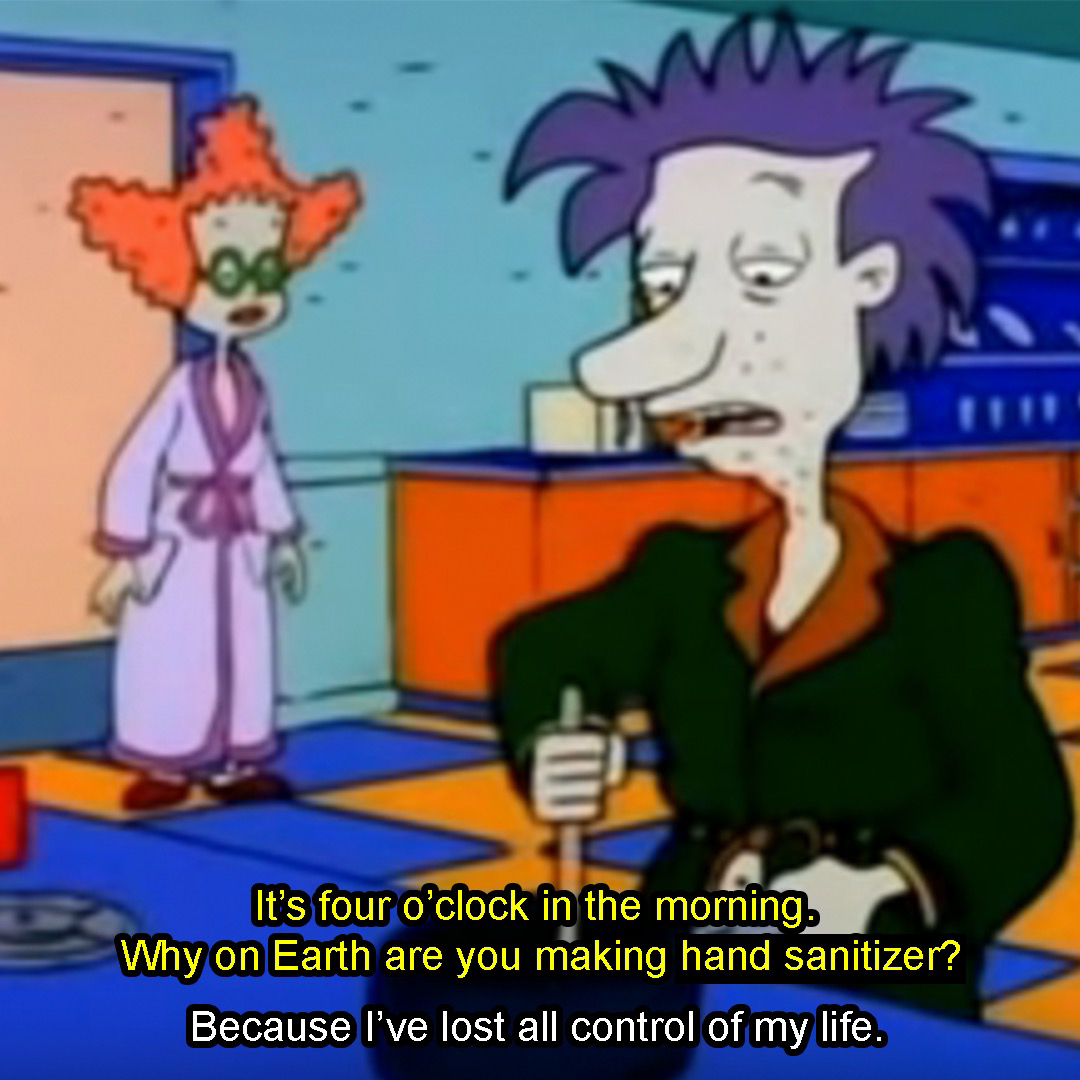 It’s four o’clock in the morning.
Why on Earth are you making hand sanitizer?
Because I’ve lost all control of my life.